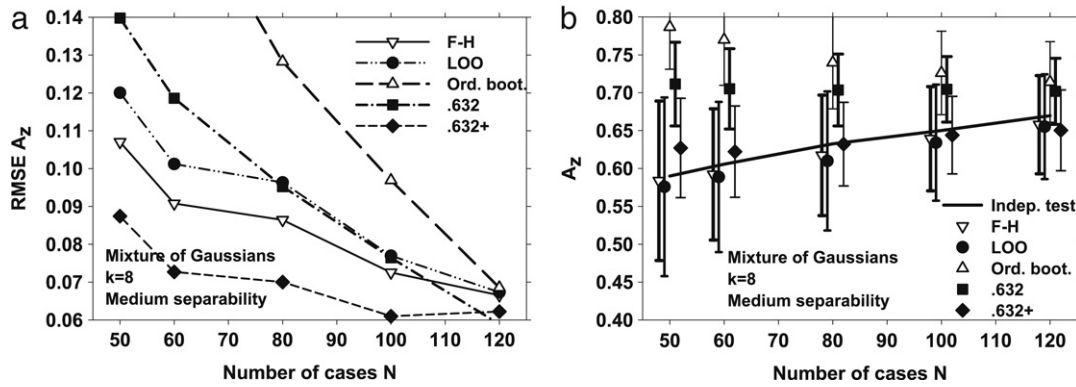 a
0.14
0.13
0.12
0.11
0.10
0.09
0.08
0.07
0.06
RMSE Az
F-H
LOO
Ord. boot.
.632
.632+
Mixture of Gaussians
k=8
Medium separability
50 60 70 80 90 100 110 120
Number of cases N
b
0.80
0.75
0.70
0.65
0.60
0.55
0.50
0.45
0.40
Az
Indep. test
F-H
LOO
Ord. boot.
.632
.632+
Mixture of Gaussians
k=8
Medium separability
50 60 70 80 90 100 110 120
Number of cases N